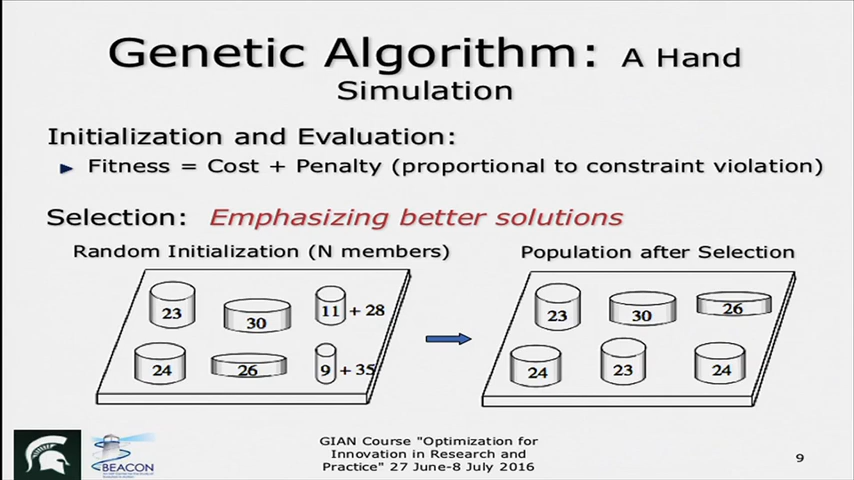 Genetic Algorithm: A Hand
Simulation
Initialization and Evaluation:
Fitness = Cost + Penalty (proportional to constraint violation)
Selection: Emphasizing better solutions
Random Initialization (N members)
Population after Selection
23
30
11 + 28
24
26
9 + 35
23
30
26
24
23
24
BEACON
GIAN Course "Optimization for
Innovation in Research and
Practice" 27 June-8 July 2016
9